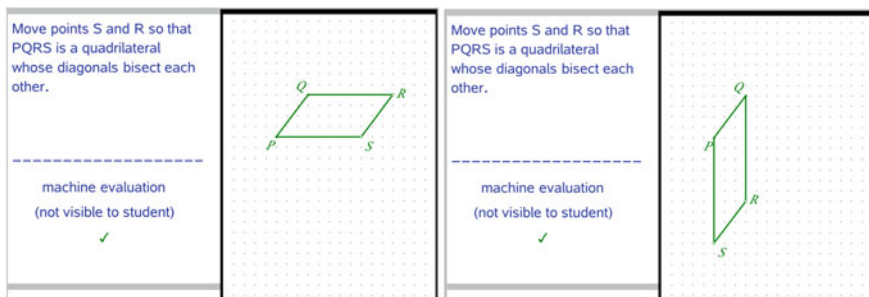 Move points S and R so that
PQRS is a quadrilateral
whose diagonals bisect each
other.
machine evaluation
(not visible to student)
✓
Q
R
P
S
Move points S and R so that
PQRS is a quadrilateral
whose diagonals bisect each
other.
machine evaluation
(not visible to student)
✓
Q
P
R
S